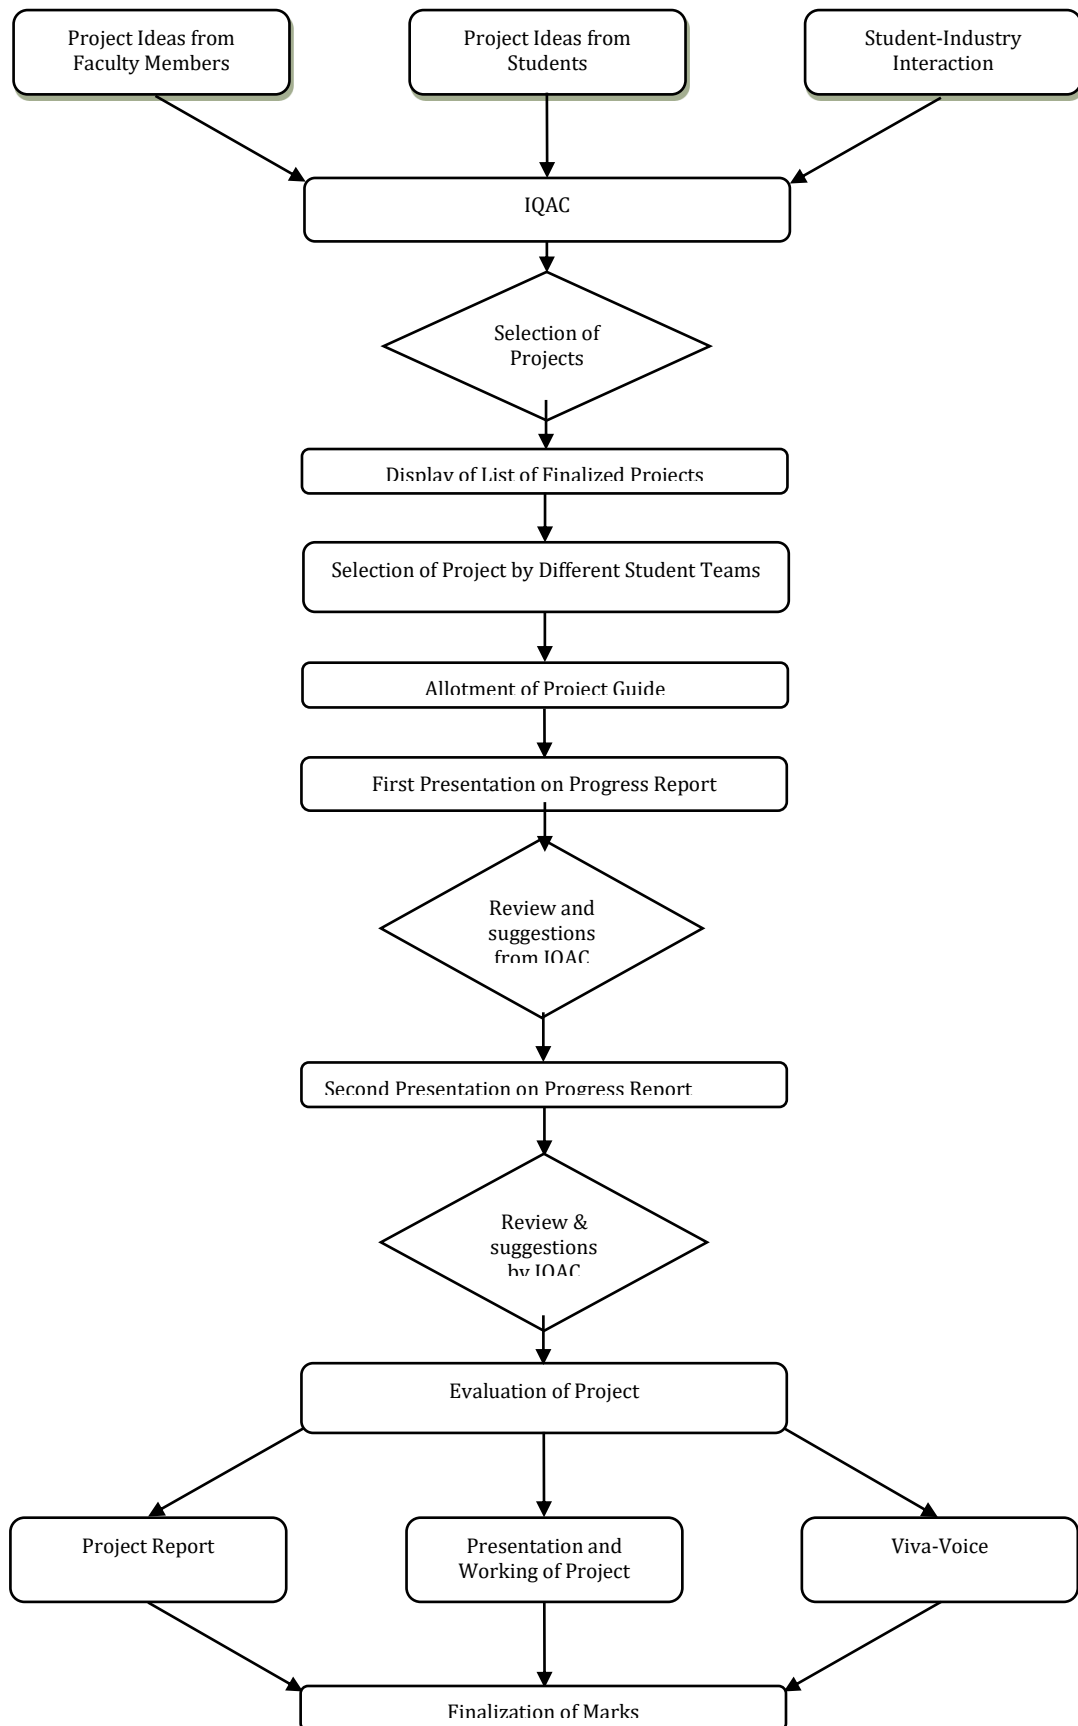 Project Ideas from
Faculty Members
Project Ideas from
Students
Student-Industry
Interaction
IQAC
Selection of
Projects
Display of List of Finalized Projects
Selection of Project by Different Student Teams
Allotment of Project Guide
First Presentation on Progress Report
Review and
suggestions
from IQAC
Second Presentation on Progress Report
Review &
suggestions
by IQAC
Evaluation of Project
Project Report
Presentation and
Working of Project
Viva-Voice
Finalization of Marks